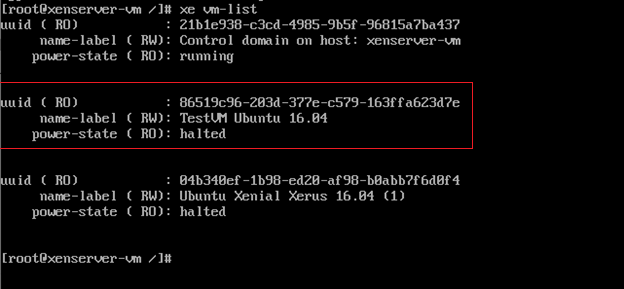 [root@xenserver-vm /]# xe vm-list
uuid ( RO) : 21b1e938-c3cd-4985-9b5f-96815a7ba437
name-label ( RW): Control domain on host: xenserver-vm
power-state ( RO): running
uuid ( RO) : 86519c96-203d-377e-c579-163ffa623d7e
name-label ( RW): TestVM Ubuntu 16.04
power-state ( RO): halted
uuid ( RO) : 04b340ef-1b98-ed20-af98-b0abb7f6d0f4
name-label ( RW): Ubuntu Xenial Xerus 16.04 (1)
power-state ( RO): halted
[root@xenserver-vm /]#